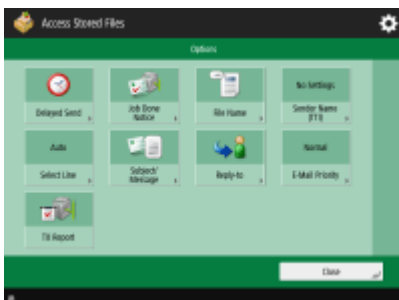 Access Stored Files
Options
Delayed Send
Job Done
Notice
File Name
No Settings
Sender Name
(TTI)
Auto
Select Line
Subject/
Message
Reply-to
Normal
E-Mail Priority
TX Report
Close